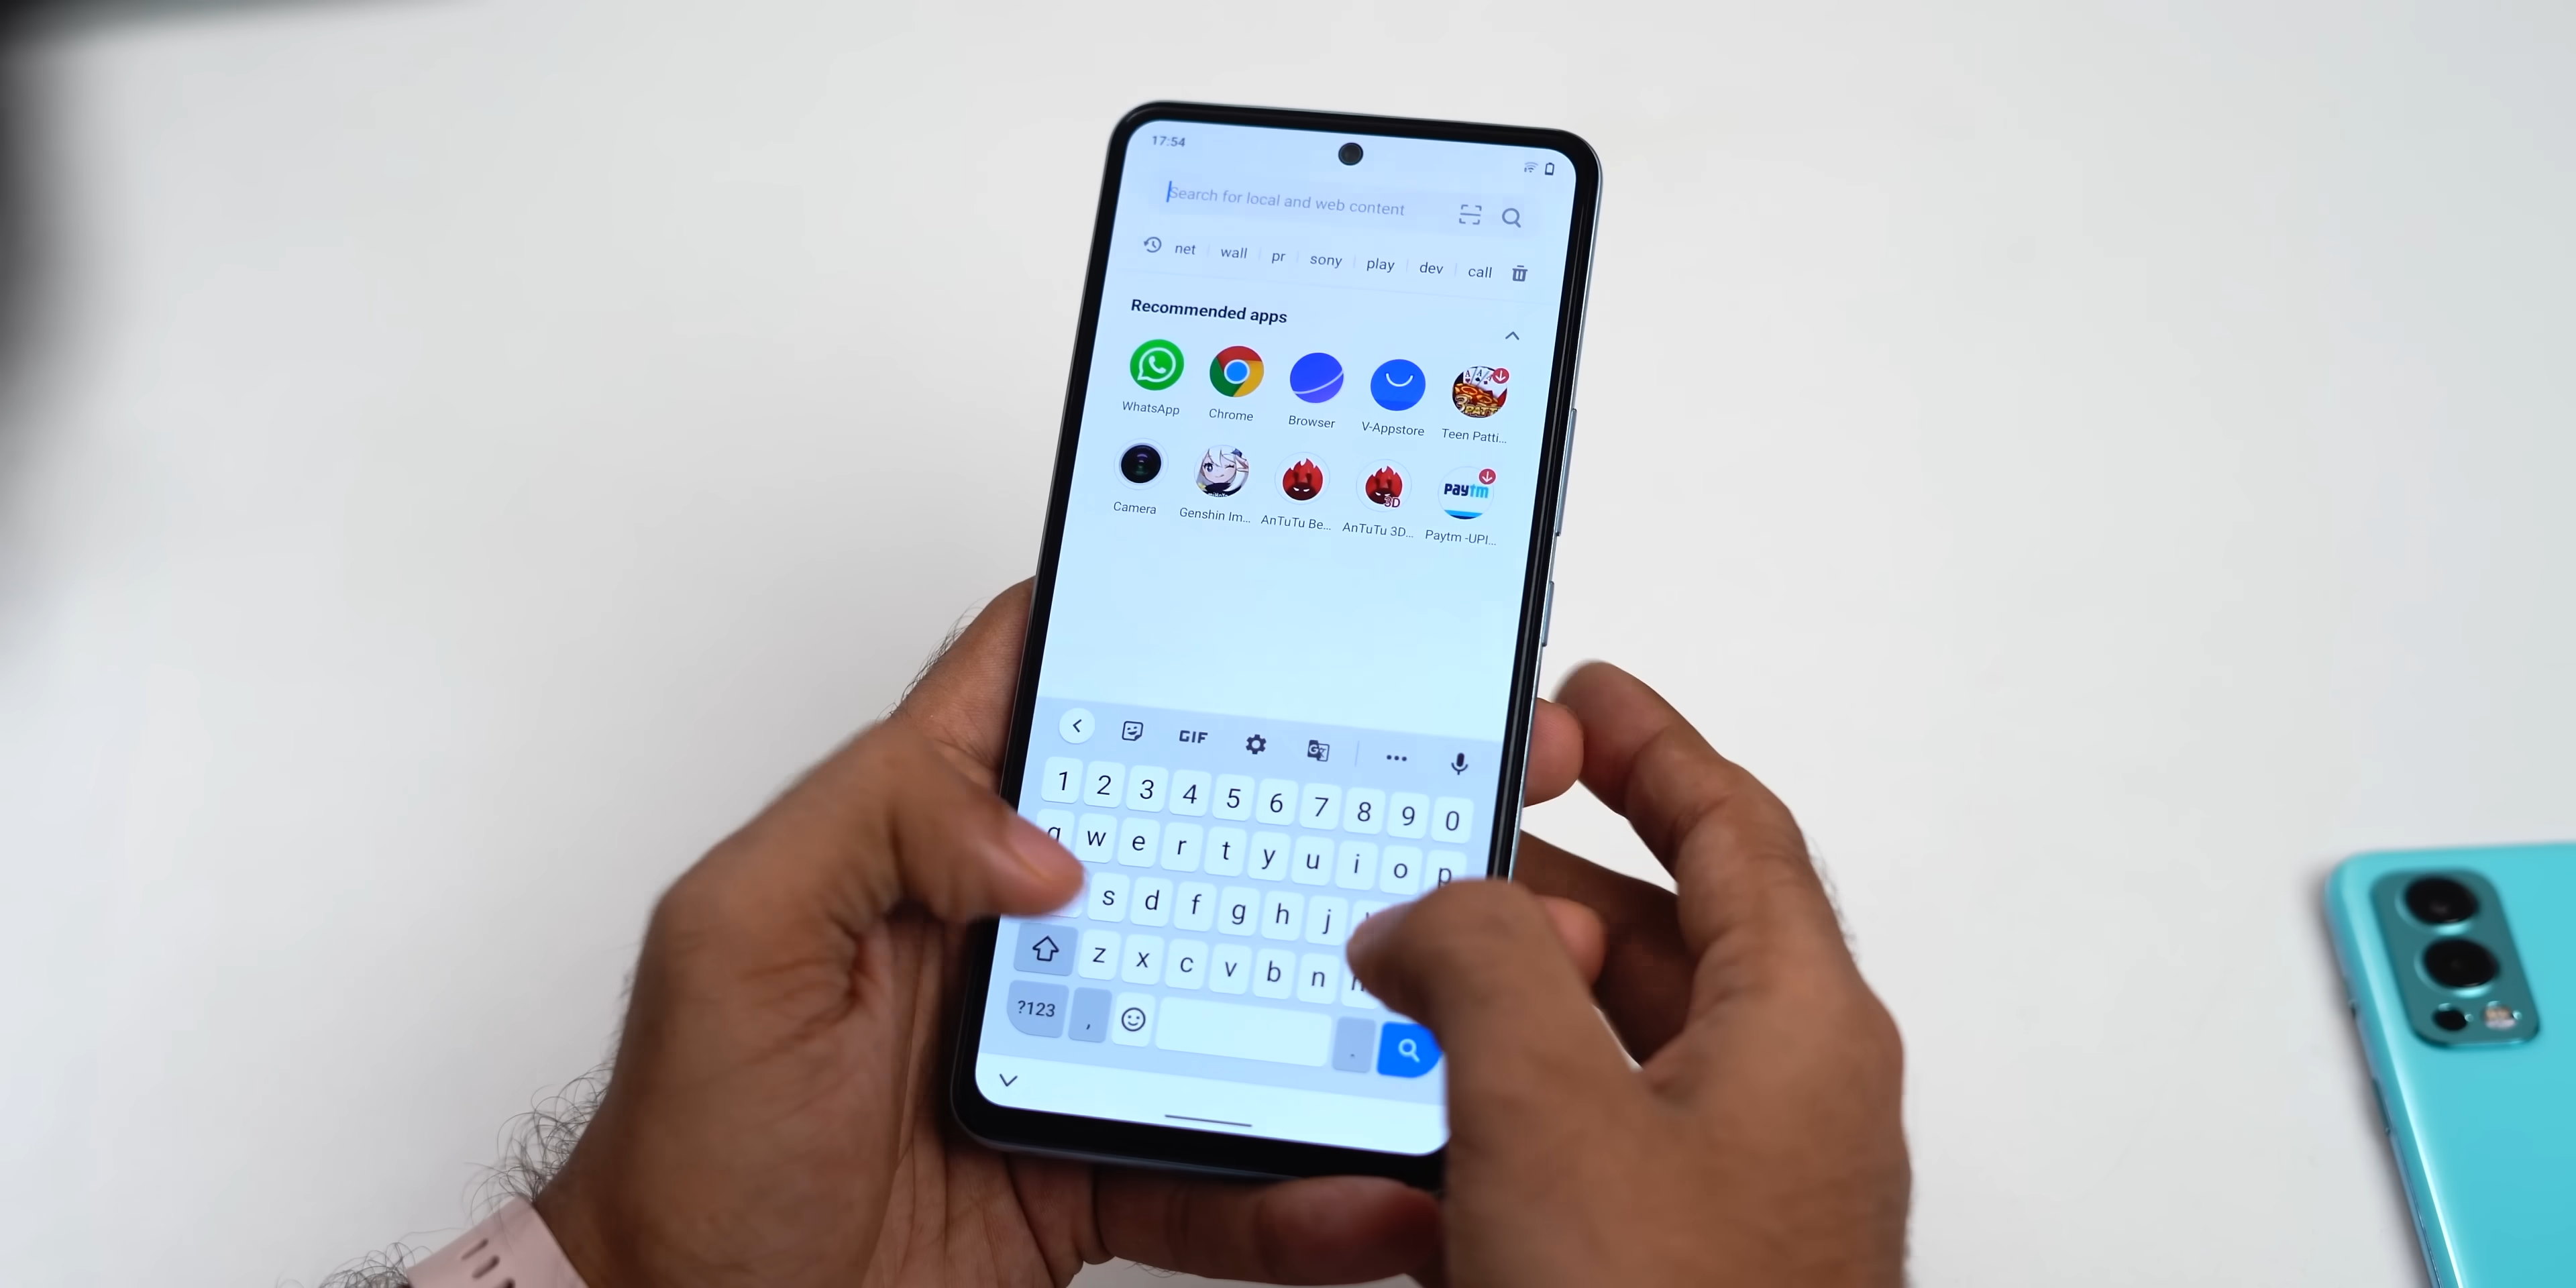 17:54
Search for local and web content
net wall pr sony play dev call
Recommended apps
WhatsApp Chrome Browser V-Appstore Teen Patti...
Camera Genshin Im... AnTuTu Be... AnTuTu 3D... Paytm -UPI...
GIF
1 2 3 4 5 6 7 8 9 0
q w e r t y u i o p
s d f g h j
z x c v b n
?123 , .